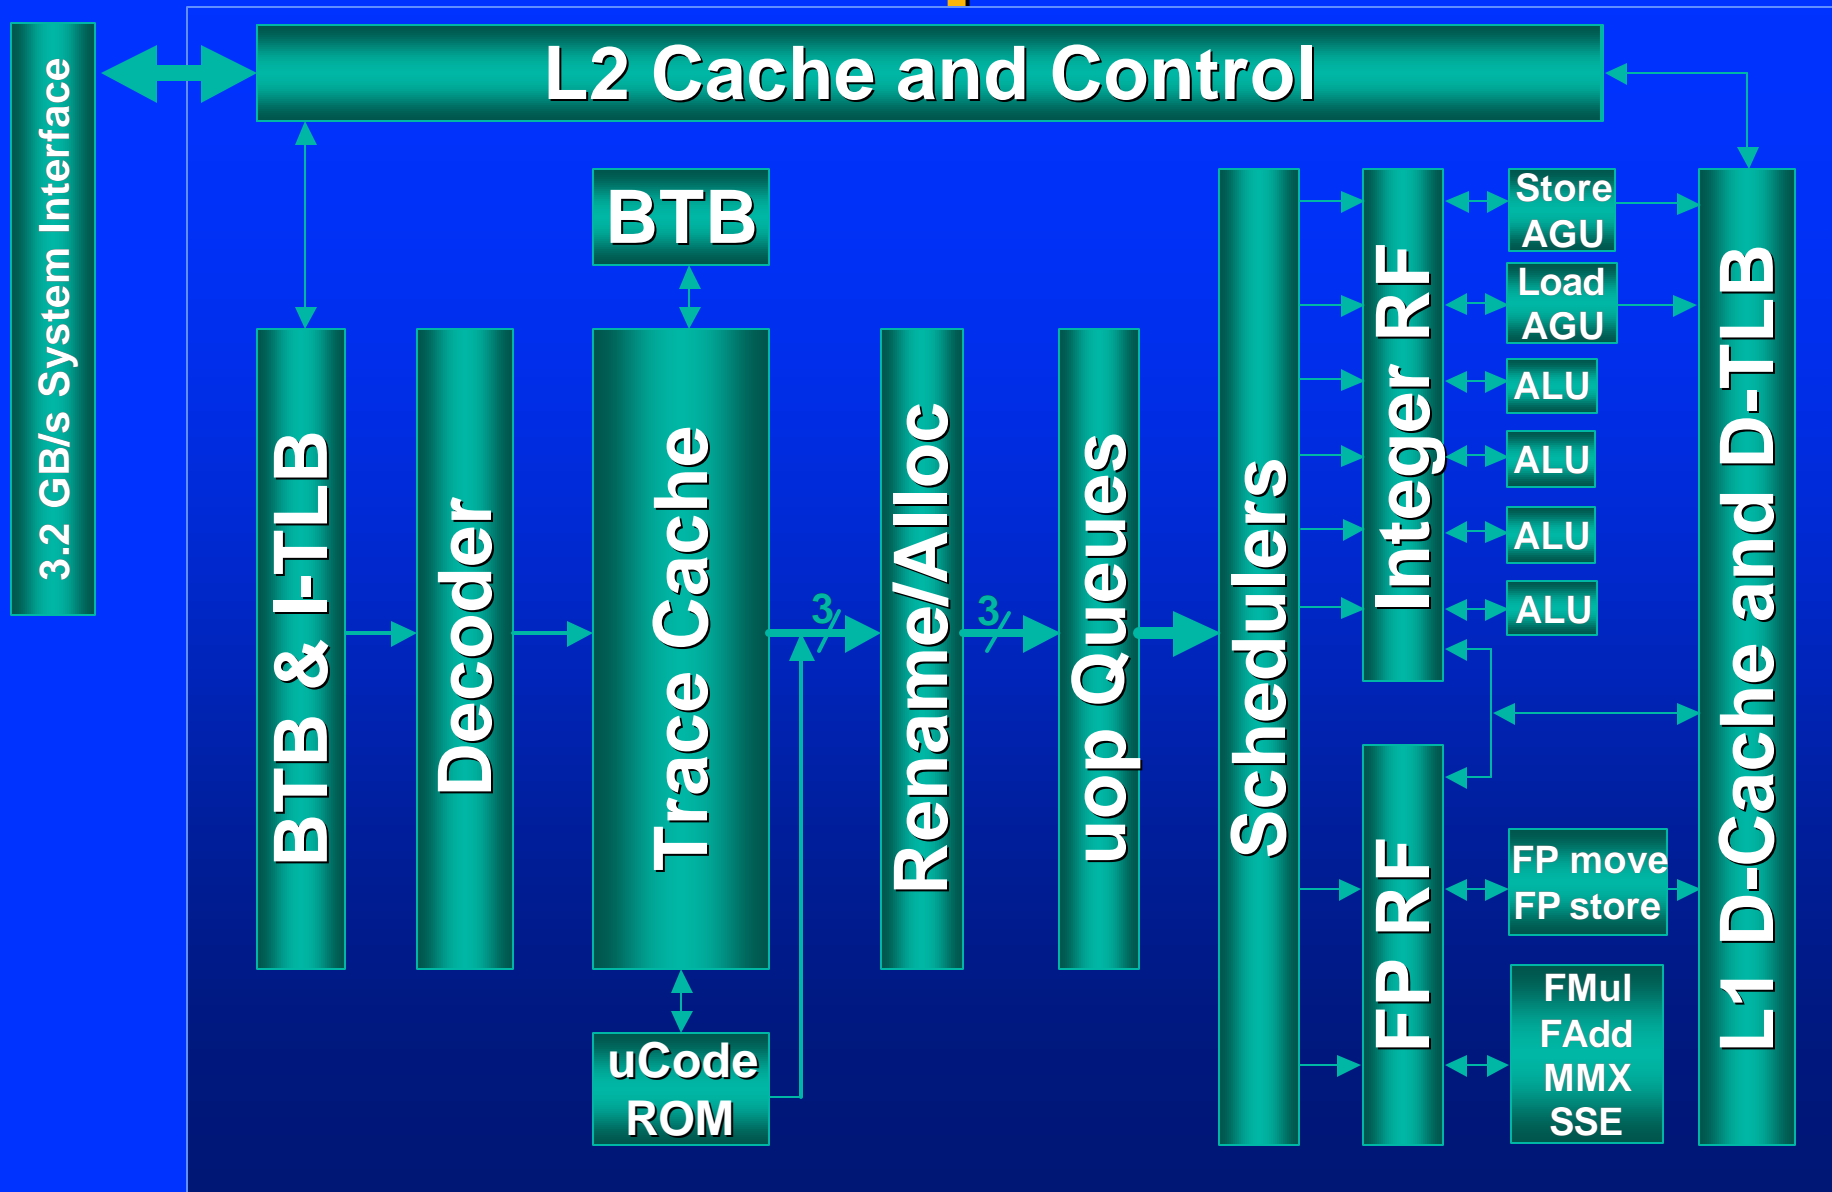 3.2 GB/s System Interface
L2 Cache and Control
BTB
BTB & I-TLB
Decoder
Trace Cache
uCode
ROM
3
Rename/Alloc
3
uop Queues
Schedulers
Integer RF
FP RF
Store
AGU
Load
AGU
ALU
ALU
ALU
ALU
FP move
FP store
FMul
FAdd
MMX
SSE
L1 D-Cache and D-TLB